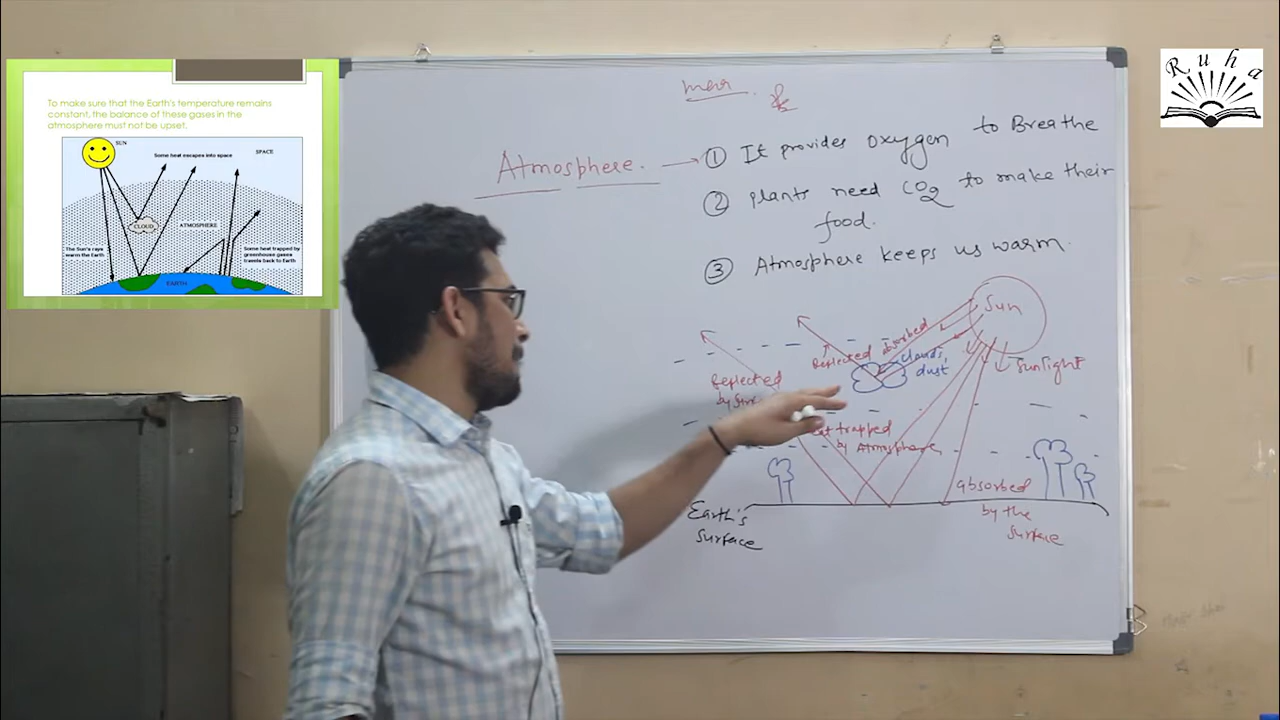 To make sure that the Earth's temperature remains
constant, the balance of these gases in the
atmosphere must not be upset.
SUN
Some heat escapes into space
SPACE
CLOUD
ATMOSPHERE
The Sun's rays
warm the Earth
Some heat trapped by
greenhouse gases
travels back to Earth
EARTH
Ruha
&
Atmosphere. → ① It provides oxygen to Breathe
② plants need CO2 to make their
food.
③ Atmosphere keeps us warm.
Sun
absorbed
Reflected
clouds,
dust
Sunlight
Reflected
by
trapped
by Atmosphere
absorbed
by the
surface
Earth's
surface